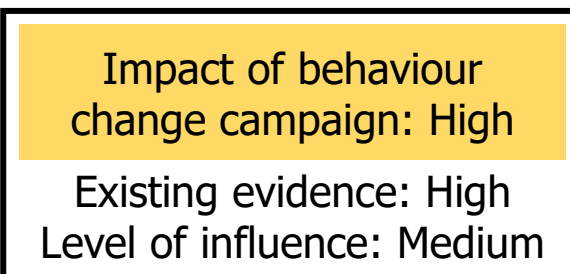 Impact of behaviour
change campaign: High
Existing evidence: High
Level of influence: Medium